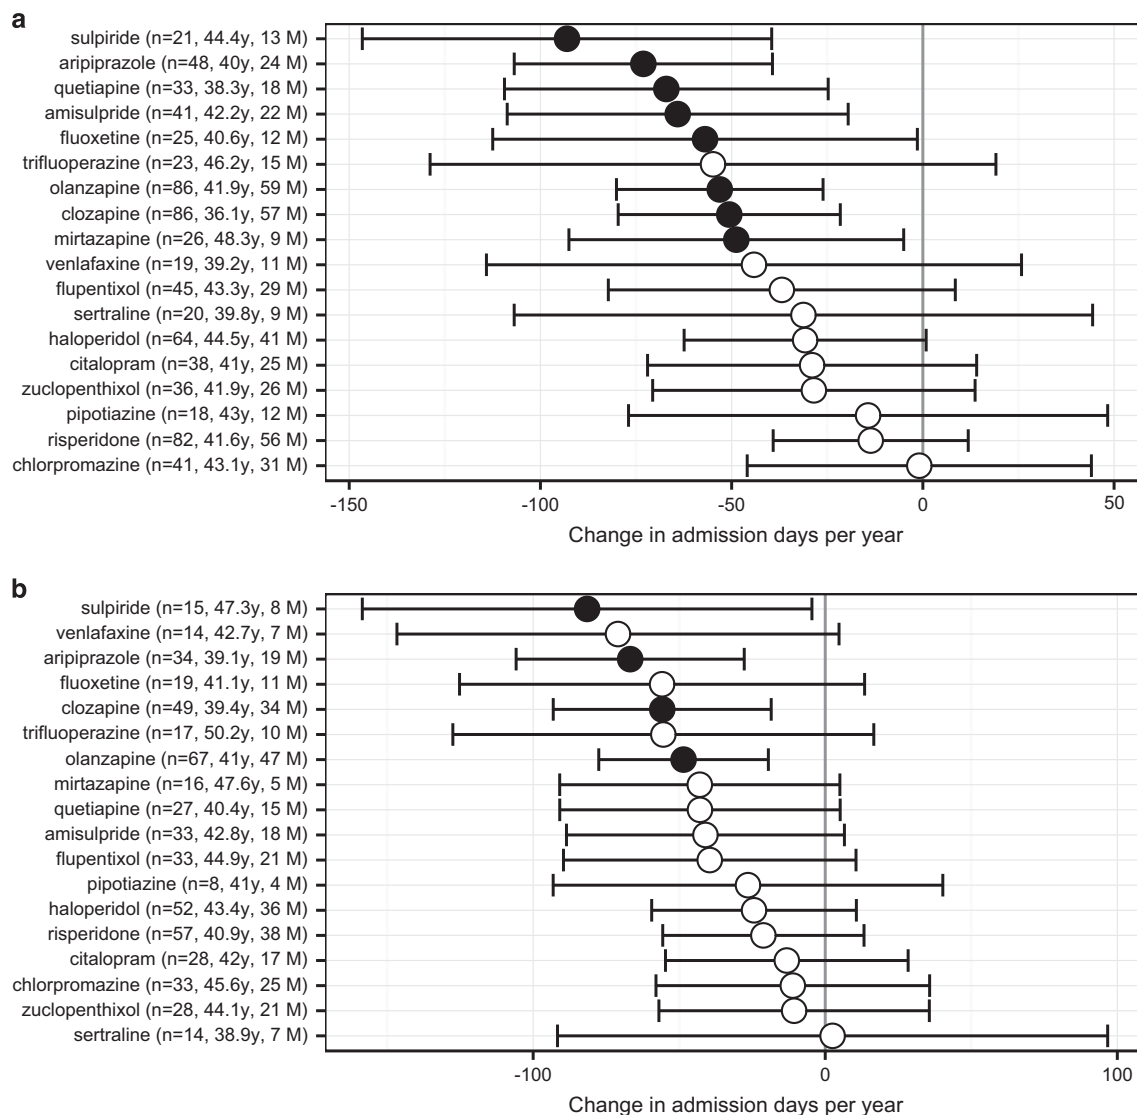 a
sulpiride (n=21, 44.4y, 13 M)
aripiprazole (n=48, 40y, 24 M)
quetiapine (n=33, 38.3y, 18 M)
amisulpride (n=41, 42.2y, 22 M)
fluoxetine (n=25, 40.6y, 12 M)
trifluoperazine (n=23, 46.2y, 15 M)
olanzapine (n=86, 41.9y, 59 M)
clozapine (n=86, 36.1y, 57 M)
mirtazapine (n=26, 48.3y, 9 M)
venlafaxine (n=19, 39.2y, 11 M)
flupentixol (n=45, 43.3y, 29 M)
sertraline (n=20, 39.8y, 9 M)
haloperidol (n=64, 44.5y, 41 M)
citalopram (n=38, 41y, 25 M)
zuclopenthixol (n=36, 41.9y, 26 M)
pipotiazine (n=18, 43y, 12 M)
risperidone (n=82, 41.6y, 56 M)
chlorpromazine (n=41, 43.1y, 31 M)
-150 -100 -50 0 50
Change in admission days per year
b
sulpiride (n=15, 47.3y, 8 M)
venlafaxine (n=14, 42.7y, 7 M)
aripiprazole (n=34, 39.1y, 19 M)
fluoxetine (n=19, 41.1y, 11 M)
clozapine (n=49, 39.4y, 34 M)
trifluoperazine (n=17, 50.2y, 10 M)
olanzapine (n=67, 41y, 47 M)
mirtazapine (n=16, 47.6y, 5 M)
quetiapine (n=27, 40.4y, 15 M)
amisulpride (n=33, 42.8y, 18 M)
flupentixol (n=33, 44.9y, 21 M)
pipotiazine (n=8, 41y, 4 M)
haloperidol (n=52, 43.4y, 36 M)
risperidone (n=57, 40.9y, 38 M)
citalopram (n=28, 42y, 17 M)
chlorpromazine (n=33, 45.6y, 25 M)
zuclopenthixol (n=28, 44.1y, 21 M)
sertraline (n=14, 38.9y, 7 M)
-100 0 100
Change in admission days per year